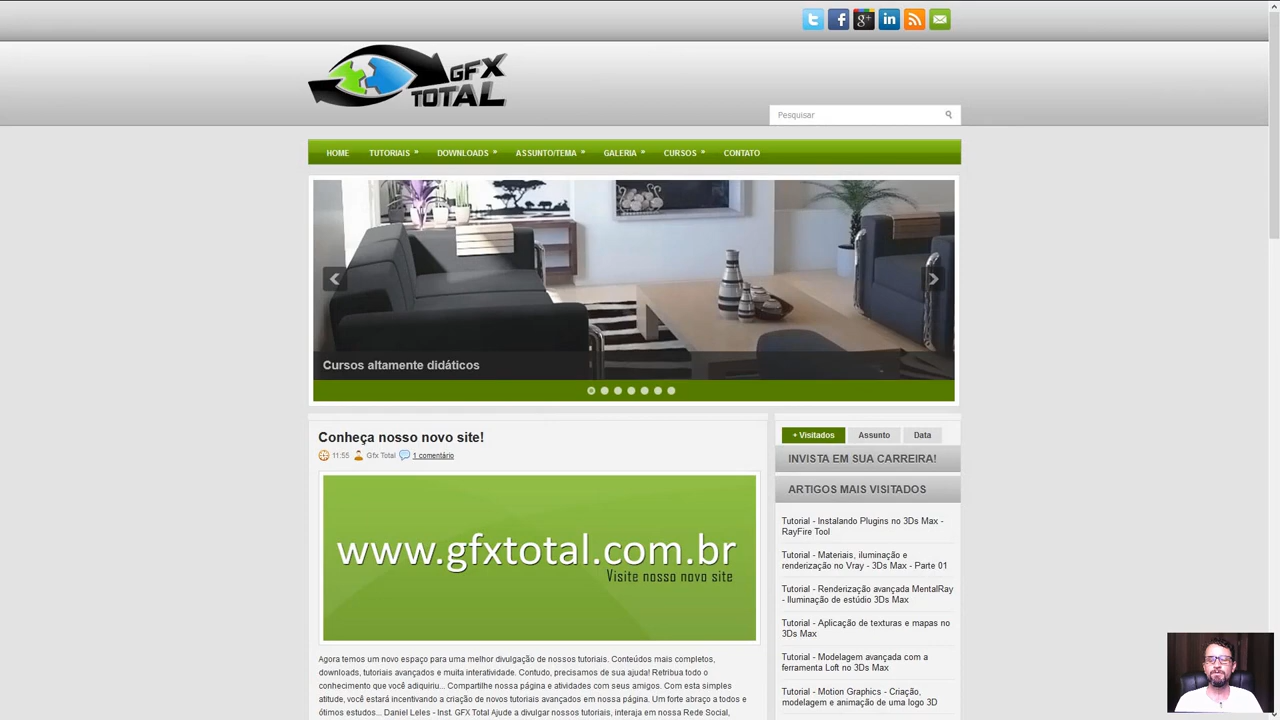 GFX
TOTAL
Pesquisar
HOME TUTORIAIS » DOWNLOADS » ASSUNTO/TEMA » GALERIA » CURSOS » CONTATO
Cursos altamente didáticos
Conheça nosso novo site!
11:55 Gfx Total 1 comentário
www.gfxtotal.com.br
Visite nosso novo site
Agora temos um novo espaço para uma melhor divulgação de nossos tutoriais. Conteúdos mais completos,
downloads, tutoriais avançados e muita interatividade. Contudo, precisamos de sua ajuda! Retribua todo o
conhecimento que você adiquiriu... Compartilhe nossa página e atividades com seus amigos. Com esta simples
atitude, você estará incentivando a criação de novos tutoriais avançados em nossa página. Um forte abraço a todos e
ótimos estudos... Daniel Leles - Inst. GFX Total Ajude a divulgar nossos tutoriais, interaja em nossa Rede Social,
+ Visitados Assunto Data
INVISTA EM SUA CARREIRA!
ARTIGOS MAIS VISITADOS
Tutorial - Instalando Plugins no 3Ds Max -
RayFire Tool
Tutorial - Materiais, iluminação e
renderização no Vray - 3Ds Max - Parte 01
Tutorial - Renderização avançada MentalRay
- Iluminação de estúdio 3Ds Max
Tutorial - Aplicação de texturas e mapas no
3Ds Max
Tutorial - Modelagem avançada com a
ferramenta Loft no 3Ds Max
Tutorial - Motion Graphics - Criação,
modelagem e animação de uma logo 3D